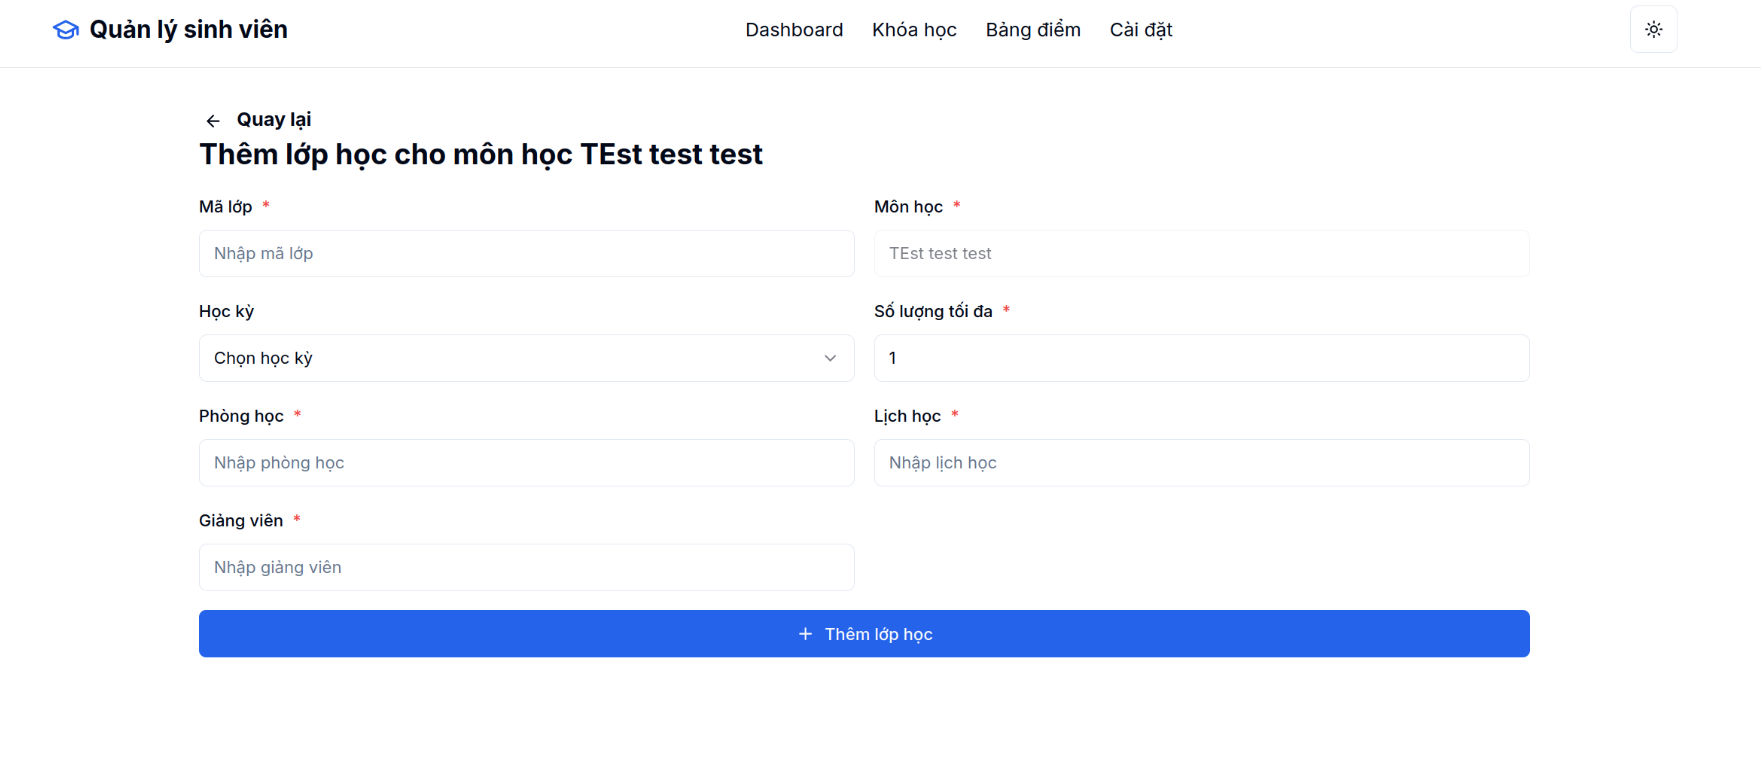 Quản lý sinh viên
Dashboard
Khóa học
Bảng điểm
Cài đặt
Quay lại
Thêm lớp học cho môn học TEst test test
Mã lớp *
Môn học *
Nhập mã lớp
TEst test test
Học kỳ
Số lượng tối đa *
Chọn học kỳ
1
Phòng học *
Lịch học *
Nhập phòng học
Nhập lịch học
Giảng viên *
Nhập giảng viên
Thêm lớp học